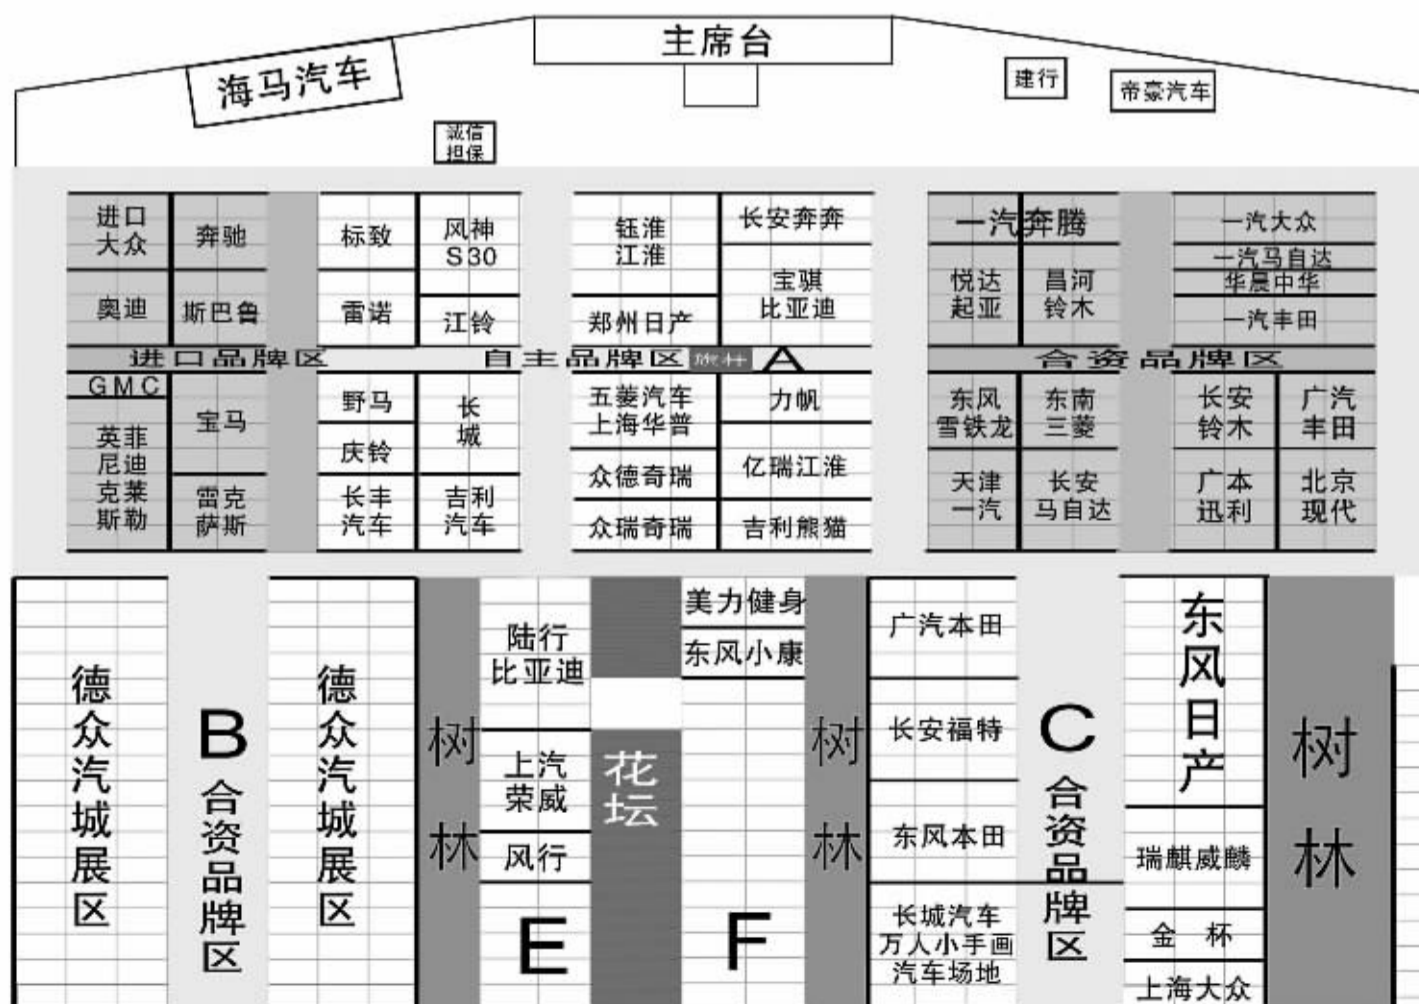 主席台
海马汽车
建行
帝豪汽车
诚信
担保
进口
大众
奔驰
标致
风神
S30
钰淮
江淮
长安奔奔
一汽奔腾
一汽大众
一汽马自达
华晨中华
一汽丰田
奥迪
斯巴鲁
雷诺
江铃
郑州日产
宝骐
比亚迪
悦达
起亚
昌河
铃木
进口品牌区
自主品牌区
A
合资品牌区
GMC
英菲
尼迪
克莱
斯勒
宝马
雷克
萨斯
野马
庆铃
长丰
汽车
长
城
吉利
汽车
五菱汽车
上海华普
众德奇瑞
众瑞奇瑞
力帆
亿瑞江淮
吉利熊猫
东风
雪铁龙
天津
一汽
东南
三菱
长安
马自达
长安
铃木
广本
迅利
广汽
丰田
北京
现代
德众汽城展区
B
合资品牌区
德众汽城展区
树林
陆行
比亚迪
上汽
荣威
风行
E
花坛
美力健身
东风小康
F
树林
广汽本田
长安福特
东风本田
长城汽车
万人小手画
汽车场地
C
合资品牌区
东风日产
瑞麒威麟
金 杯
上海大众
树林